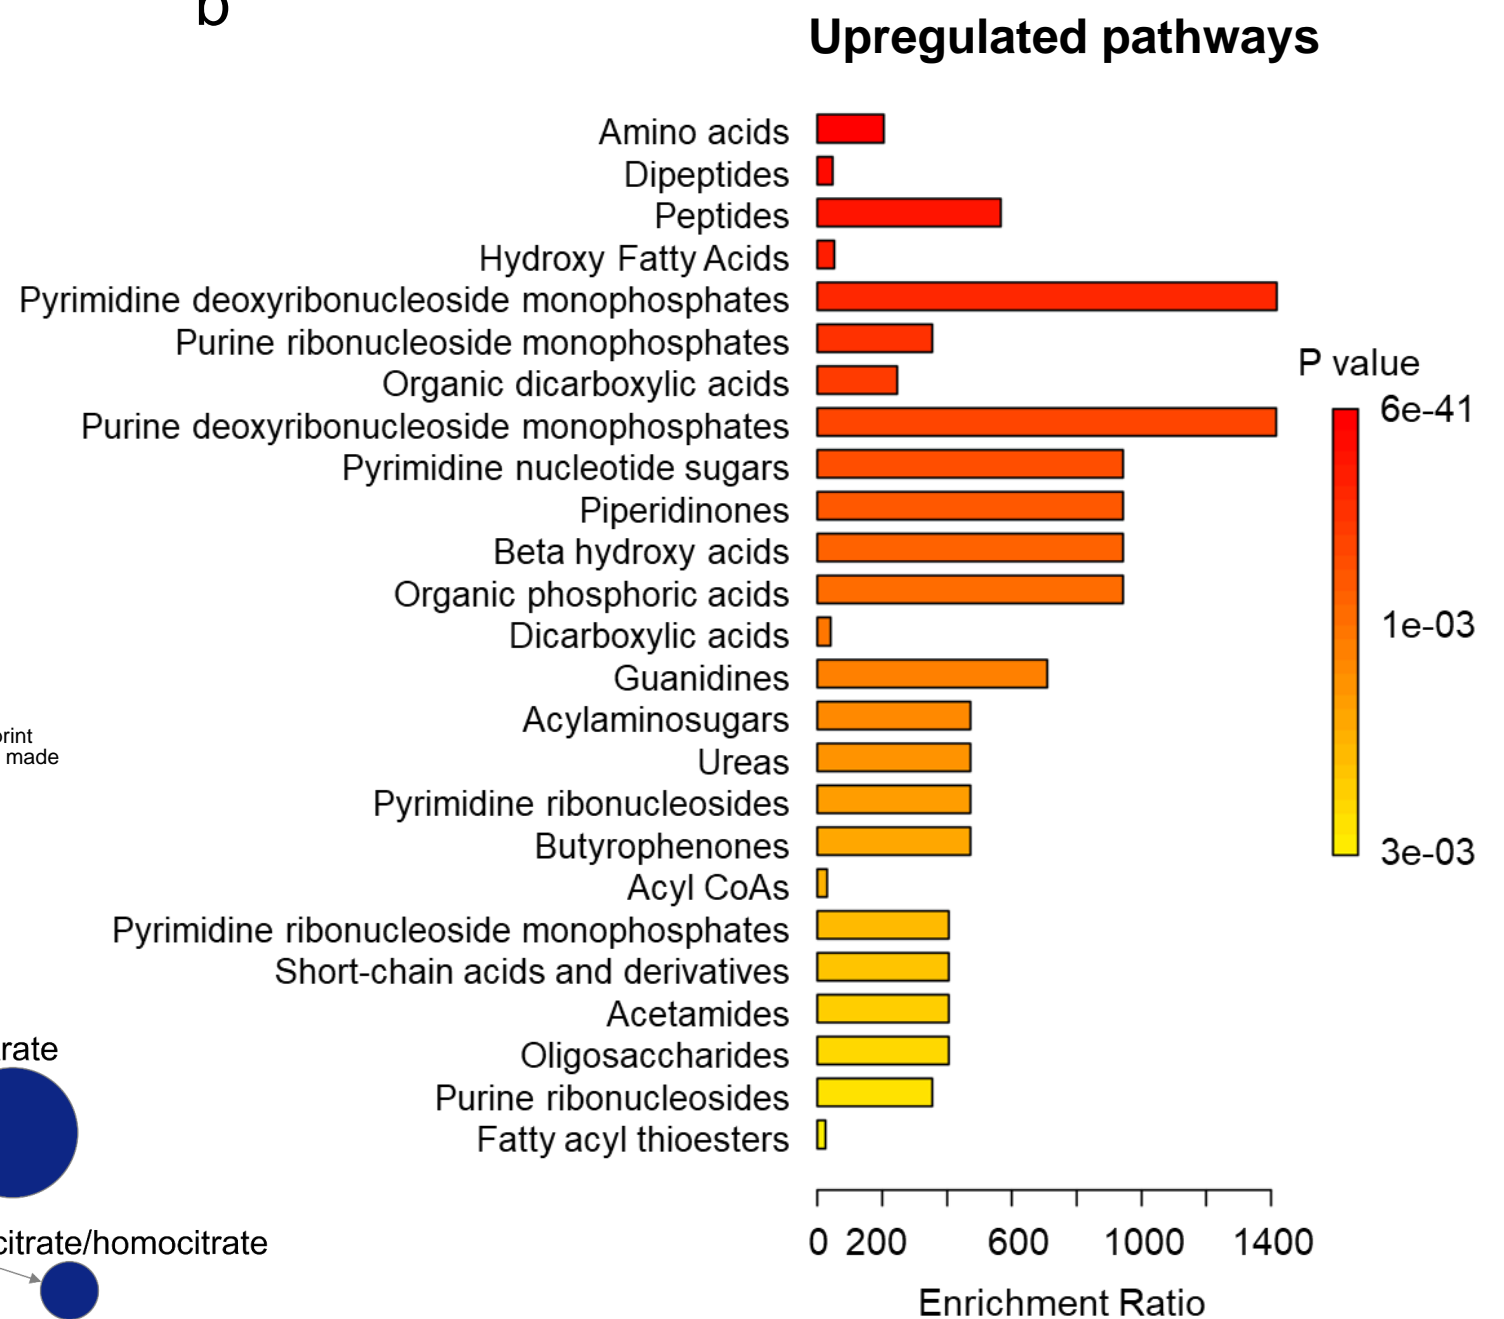 b
Upregulated pathways
Amino acids
Dipeptides
Peptides
Hydroxy Fatty Acids
Pyrimidine deoxyribonucleoside monophosphates
Purine ribonucleoside monophosphates
Organic dicarboxylic acids
Purine deoxyribonucleoside monophosphates
Pyrimidine nucleotide sugars
Piperidinones
Beta hydroxy acids
Organic phosphoric acids
Dicarboxylic acids
Guanidines
Acylaminosugars
Ureas
Pyrimidine ribonucleosides
Butyrophenones
Acyl CoAs
Pyrimidine ribonucleoside monophosphates
Short-chain acids and derivatives
Acetamides
Oligosaccharides
Purine ribonucleosides
Fatty acyl thioesters
0 200 600 1000 1400
Enrichment Ratio
P value
6e-41
1e-03
3e-03
rint
made
rate
citrate/homocitrate